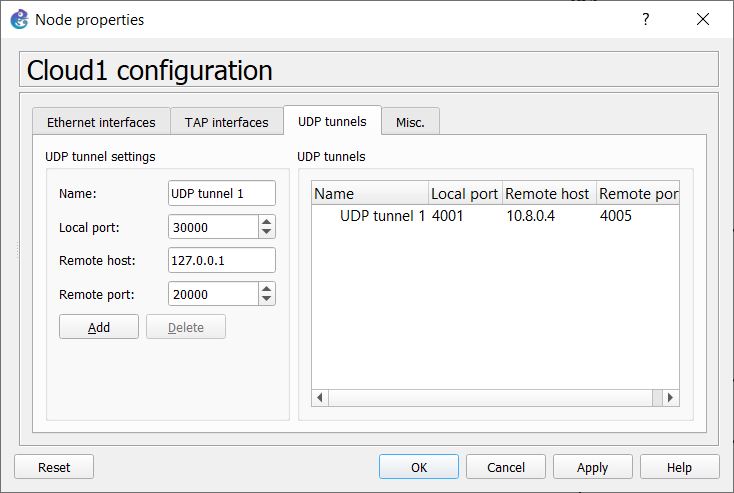 Node properties
Cloud1 configuration
Ethernet interfaces TAP interfaces UDP tunnels Misc.
UDP tunnel settings
Name: UDP tunnel 1
Local port: 30000
Remote host: 127.0.0.1
Remote port: 20000
Add Delete
UDP tunnels
Name Local port Remote host Remote por
UDP tunnel 1 4001 10.8.0.4 4005
Reset OK Cancel Apply Help